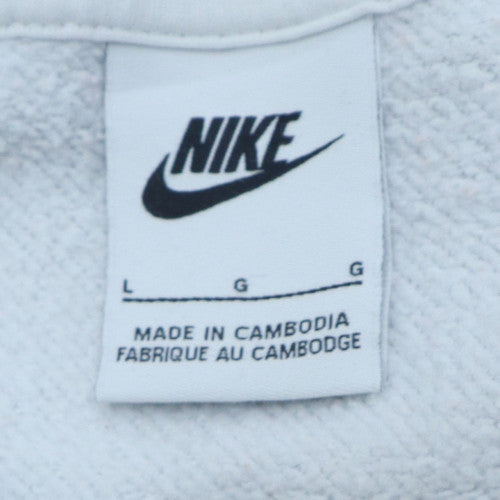 NIKE
L G G
MADE IN CAMBODIA
FABRIQUE AU CAMBODGE